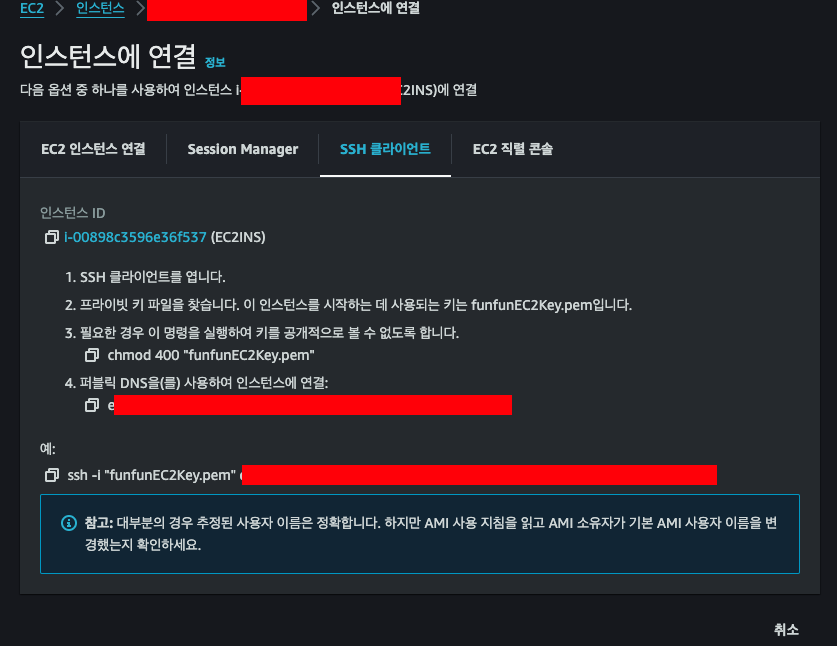 EC2 > 인스턴스 > > 인스턴스에 연결
인스턴스에 연결 정보
다음 옵션 중 하나를 사용하여 인스턴스 i- C2INS)에 연결
EC2 인스턴스 연결 Session Manager SSH 클라이언트 EC2 직렬 콘솔
인스턴스 ID
i-00898c3596e36f537 (EC2INS)
1. SSH 클라이언트를 엽니다.
2. 프라이빗 키 파일을 찾습니다. 이 인스턴스를 시작하는 데 사용되는 키는 funfunEC2Key.pem입니다.
3. 필요한 경우 이 명령을 실행하여 키를 공개적으로 볼 수 없도록 합니다.
chmod 400 "funfunEC2Key.pem"
4. 퍼블릭 DNS을(를) 사용하여 인스턴스에 연결:
e
예:
ssh -i "funfunEC2Key.pem"
참고: 대부분의 경우 추정된 사용자 이름은 정확합니다. 하지만 AMI 사용 지침을 읽고 AMI 소유자가 기본 AMI 사용자 이름을 변
경했는지 확인하세요.
취소